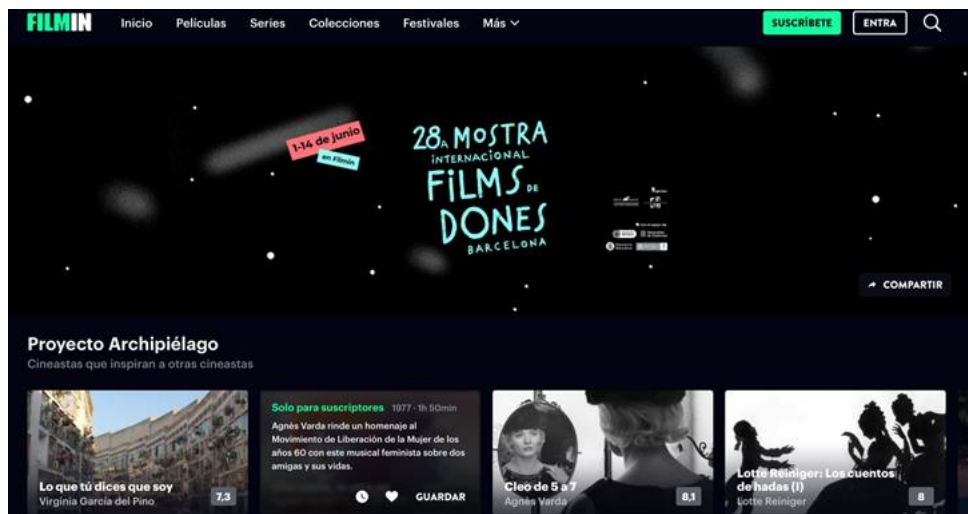 FILMIN Inicio Películas Series Colecciones Festivales Más SUSCRÍBETE ENTRA
1-14 de junio
en Filmin
28A MOSTRA
INTERNACIONAL
FILMS DE
DONES
BARCELONA
COMPARTIR
Proyecto Archipiélago
Cineastas que inspiran a otras cineastas
Lo que tú dices que soy
Virginia García del Pino
7,3
Solo para suscriptores 1977 · 1h 50min
Agnès Varda rinde un homenaje al
Movimiento de Liberación de la Mujer de los
años 60 con este musical feminista sobre dos
amigas y sus vidas.
GUARDAR
Cleo de 5 a 7
Agnès Varda
8,1
Lotte Reiniger: Los cuentos
de hadas (I)
Lotte Reiniger
8